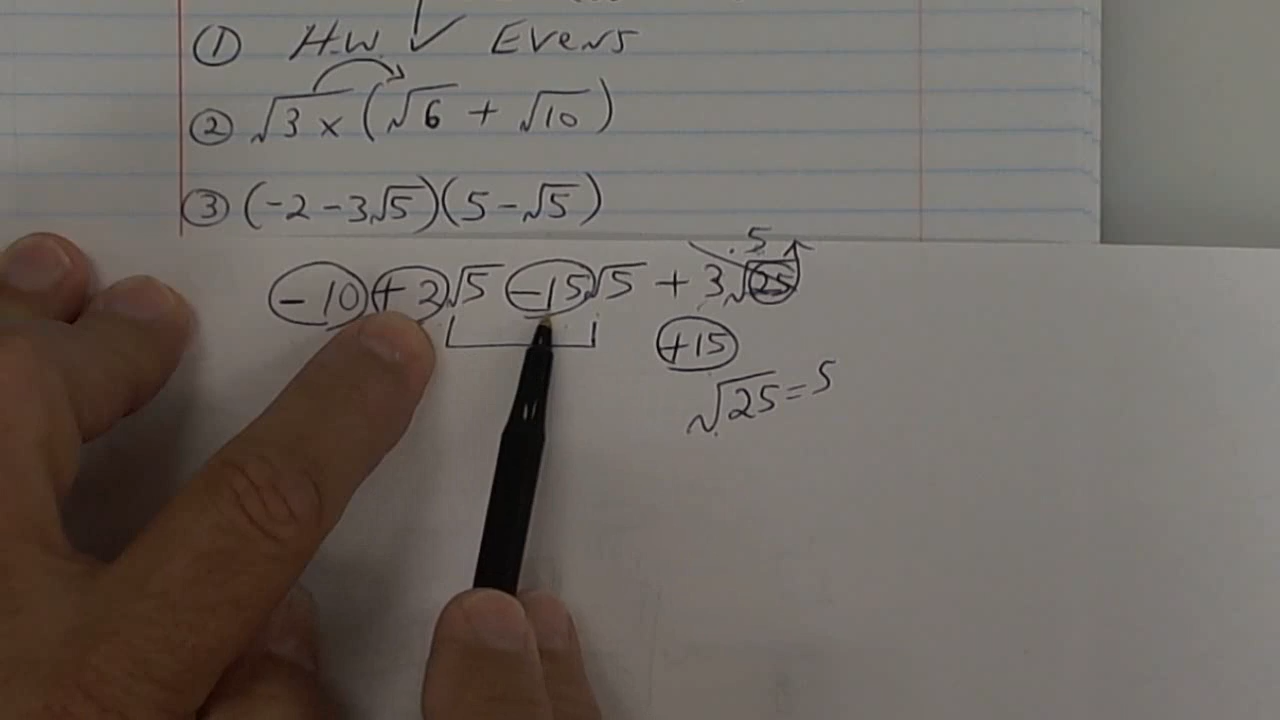 ① H.W. ✓ Evens
② √3x (√6 + √10)
③ (-2 - 3√5)(5 - √5)
.5
-10 + 2√5 -15√5 + 3√25
+15
√25 = 5